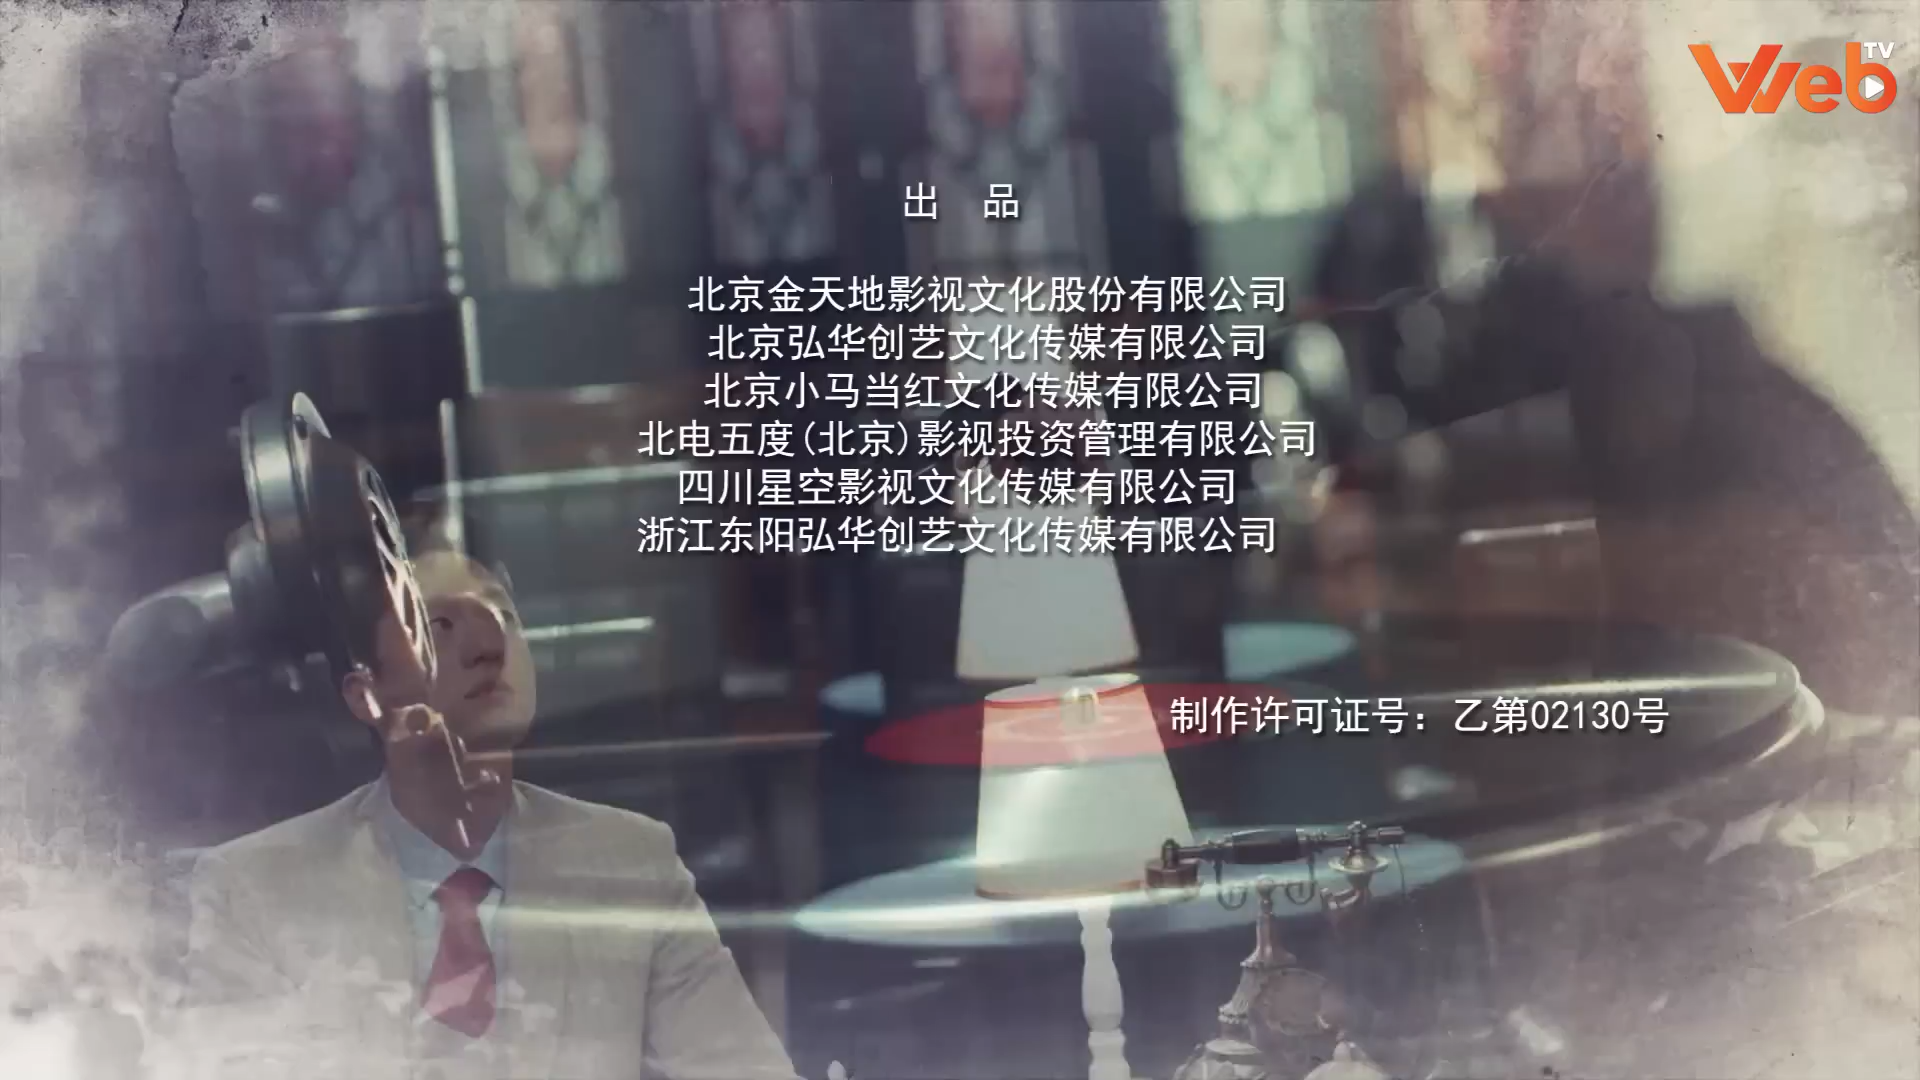 Web TV
出 品
北京金天地影视文化股份有限公司
北京弘华创艺文化传媒有限公司
北京小马当红文化传媒有限公司
北电五度(北京)影视投资管理有限公司
四川星空影视文化传媒有限公司
浙江东阳弘华创艺文化传媒有限公司
制作许可证号：乙第02130号